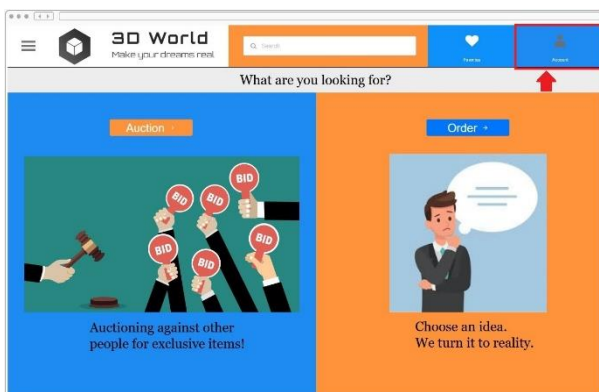 3D World
Make your dreams real
Search
Favorites
Account
What are you looking for?
Auction
Order
BID
BID
BID
BID
BID
BID
Auctioning against other
people for exclusive items!
Choose an idea.
We turn it to reality.